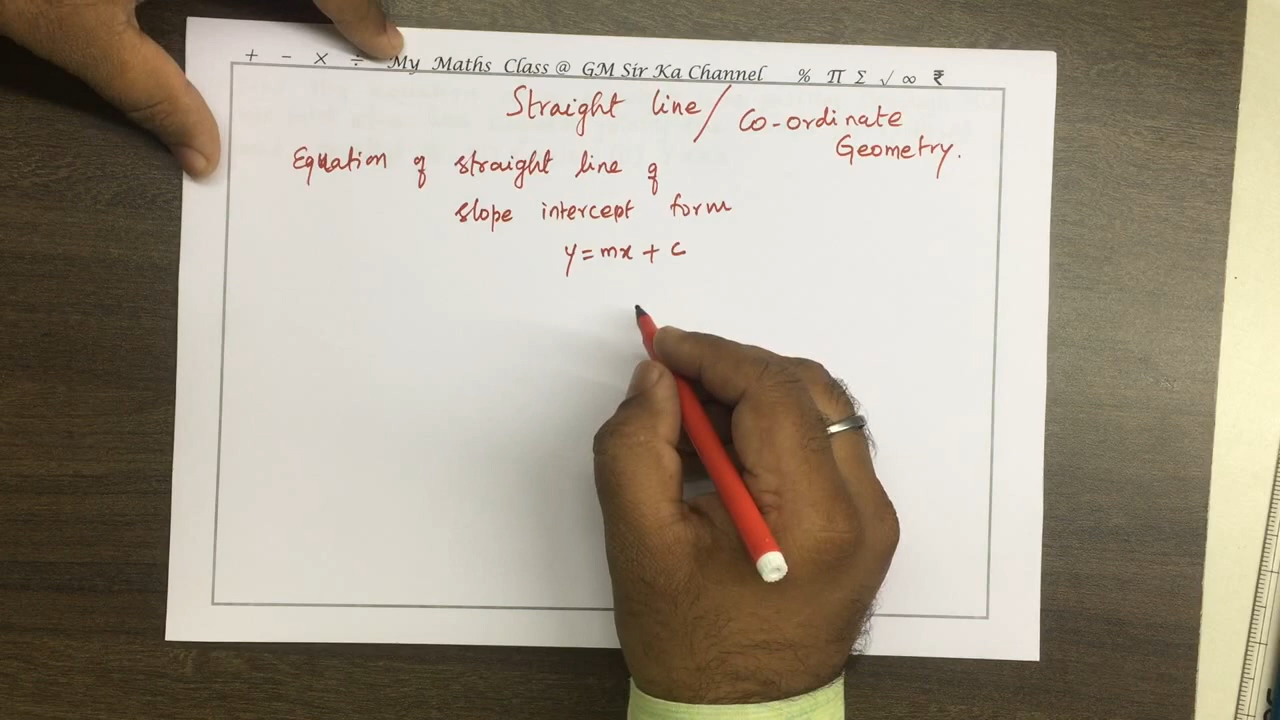 + - × ÷ My Maths Class @ GM Sir Ka Channel % Π Σ √ ∞ ₹
Straight line / Co-ordinate
Geometry.
Equation of straight line of
slope intercept form
y = mx + c